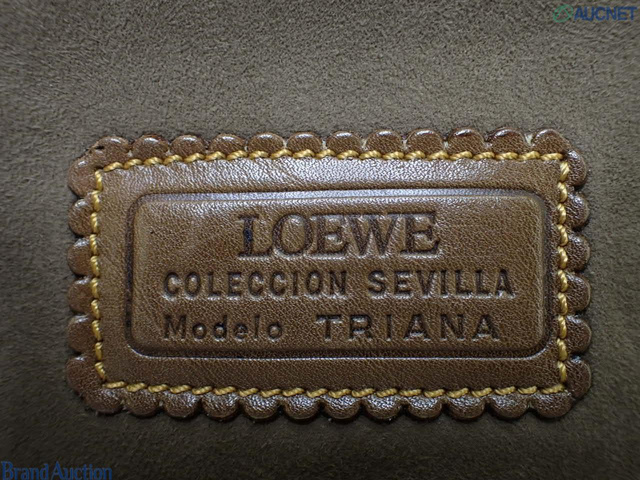 AUCNET
LOEWE
COLECCION SEVILLA
Modelo TRIANA
Brand Auction